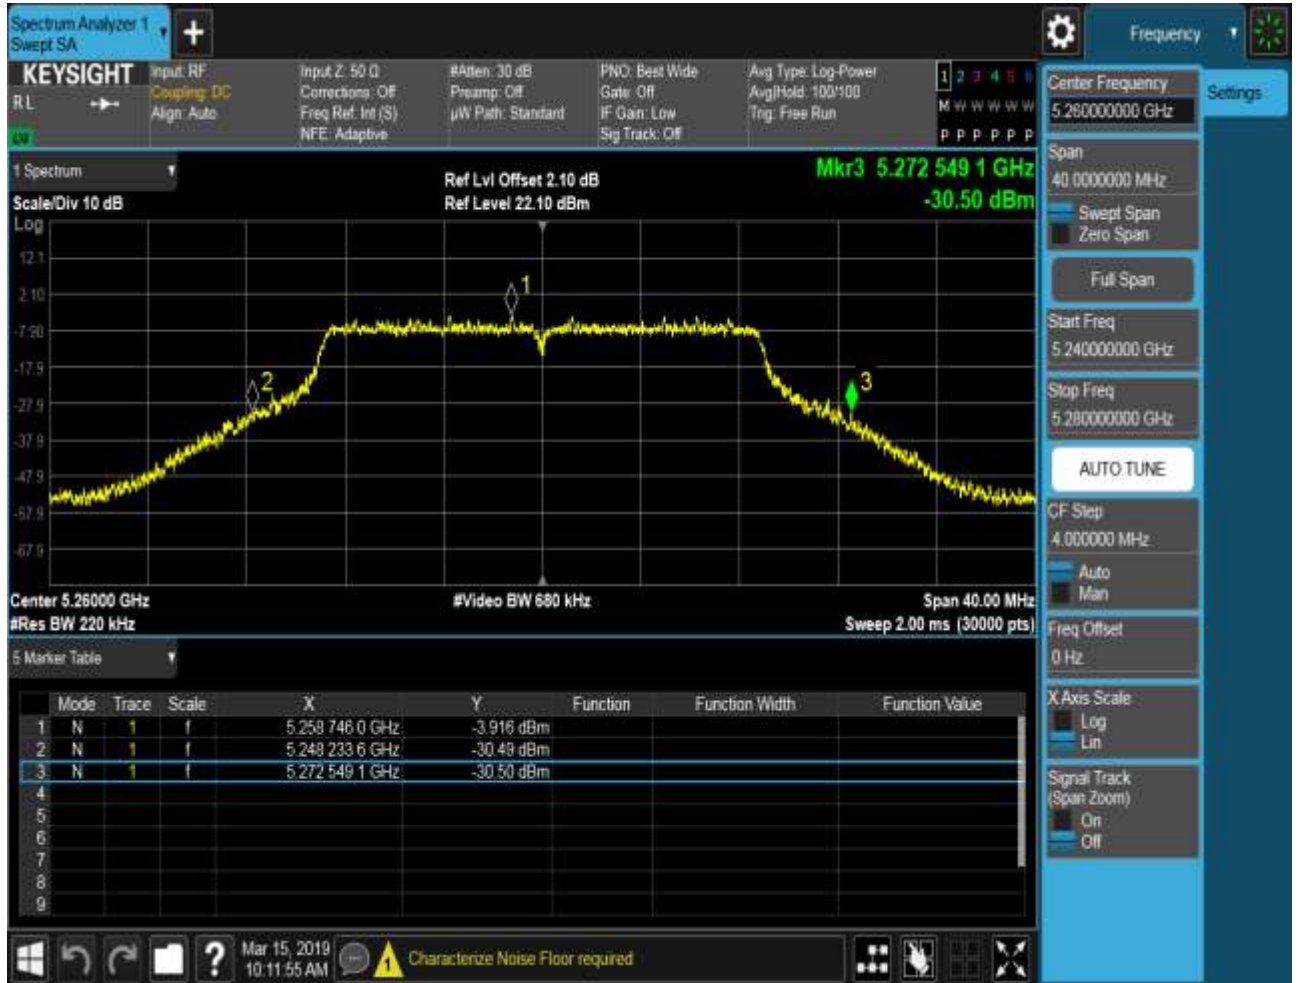 Spectrum Analyzer 1
Swept SA
+
Frequency
KEYSIGHT
RL
Input: RF
Coupling: DC
Align: Auto
Input Z: 50 Ω
Corrections: Off
Freq Ref: Int (S)
NFE: Adaptive
#Atten: 30 dB
Preamp: Off
µW Path: Standard
PNO: Best Wide
Gate: Off
IF Gain: Low
Sig Track: Off
Avg Type: Log-Power
Avg|Hold: 100/100
Trig: Free Run
1 2 3 4 5 6
M W W W W W
P P P P P P
1 Spectrum
Scale/Div 10 dB
Ref Lvl Offset 2.10 dB
Ref Level 22.10 dBm
Mkr3 5.272 549 1 GHz
-30.50 dBm
Log
12.1
2.10
-7.90
-17.9
-27.9
-37.9
-47.9
-57.9
-67.9
1
2
3
Center 5.26000 GHz
#Res BW 220 kHz
#Video BW 680 kHz
Span 40.00 MHz
Sweep 2.00 ms (30000 pts)
5 Marker Table
Mode Trace Scale X Y Function Function Width Function Value
1 N 1 f 5.258 746 0 GHz -3.916 dBm
2 N 1 f 5.248 233 6 GHz -30.49 dBm
3 N 1 f 5.272 549 1 GHz -30.50 dBm
4
5
6
7
8
9
Mar 15, 2019
10:11:55 AM
?
1
Characterize Noise Floor required
Center Frequency
5.260000000 GHz
Settings
Span
40.0000000 MHz
Swept Span
Zero Span
Full Span
Start Freq
5.240000000 GHz
Stop Freq
5.280000000 GHz
AUTO TUNE
CF Step
4.000000 MHz
Auto
Man
Freq Offset
0 Hz
X Axis Scale
Log
Lin
Signal Track
(Span Zoom)
On
Off